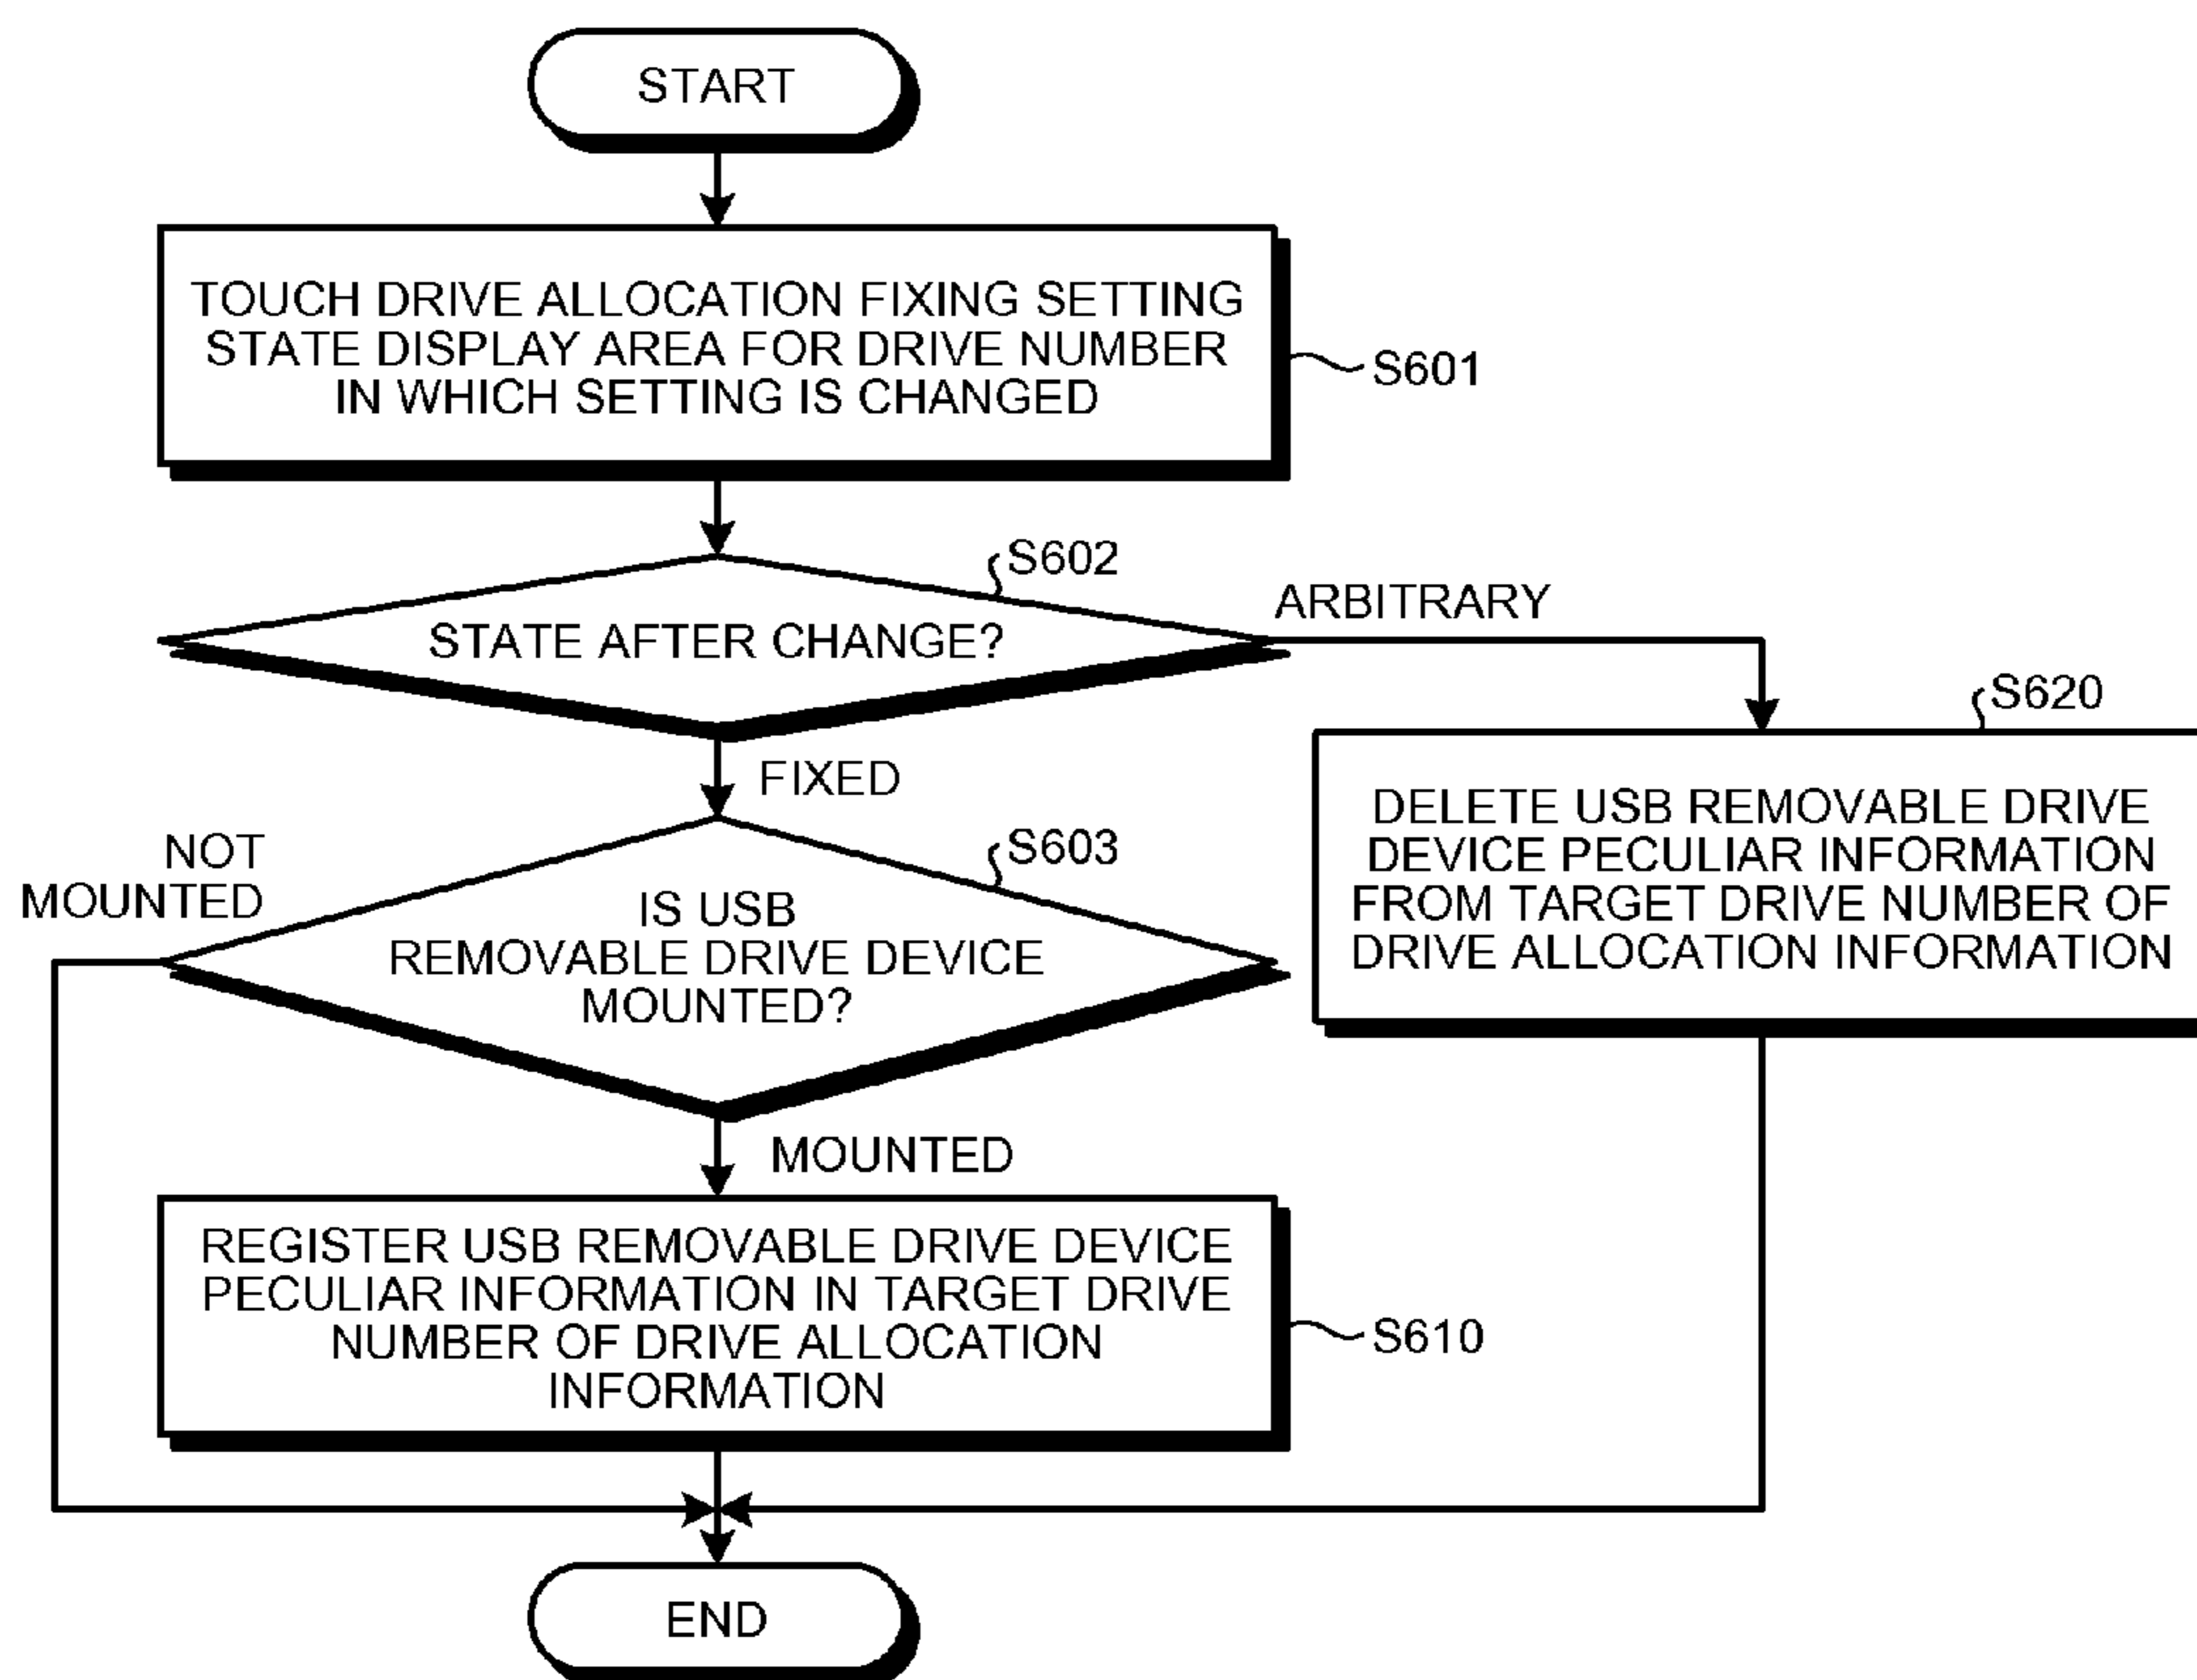 START
TOUCH DRIVE ALLOCATION FIXING SETTING
STATE DISPLAY AREA FOR DRIVE NUMBER
IN WHICH SETTING IS CHANGED
S601
S602
STATE AFTER CHANGE?
ARBITRARY
FIXED
S620
DELETE USB REMOVABLE DRIVE
DEVICE PECULIAR INFORMATION
FROM TARGET DRIVE NUMBER OF
DRIVE ALLOCATION INFORMATION
NOT
MOUNTED
S603
IS USB
REMOVABLE DRIVE DEVICE
MOUNTED?
MOUNTED
REGISTER USB REMOVABLE DRIVE DEVICE
PECULIAR INFORMATION IN TARGET DRIVE
NUMBER OF DRIVE ALLOCATION
INFORMATION
S610
END